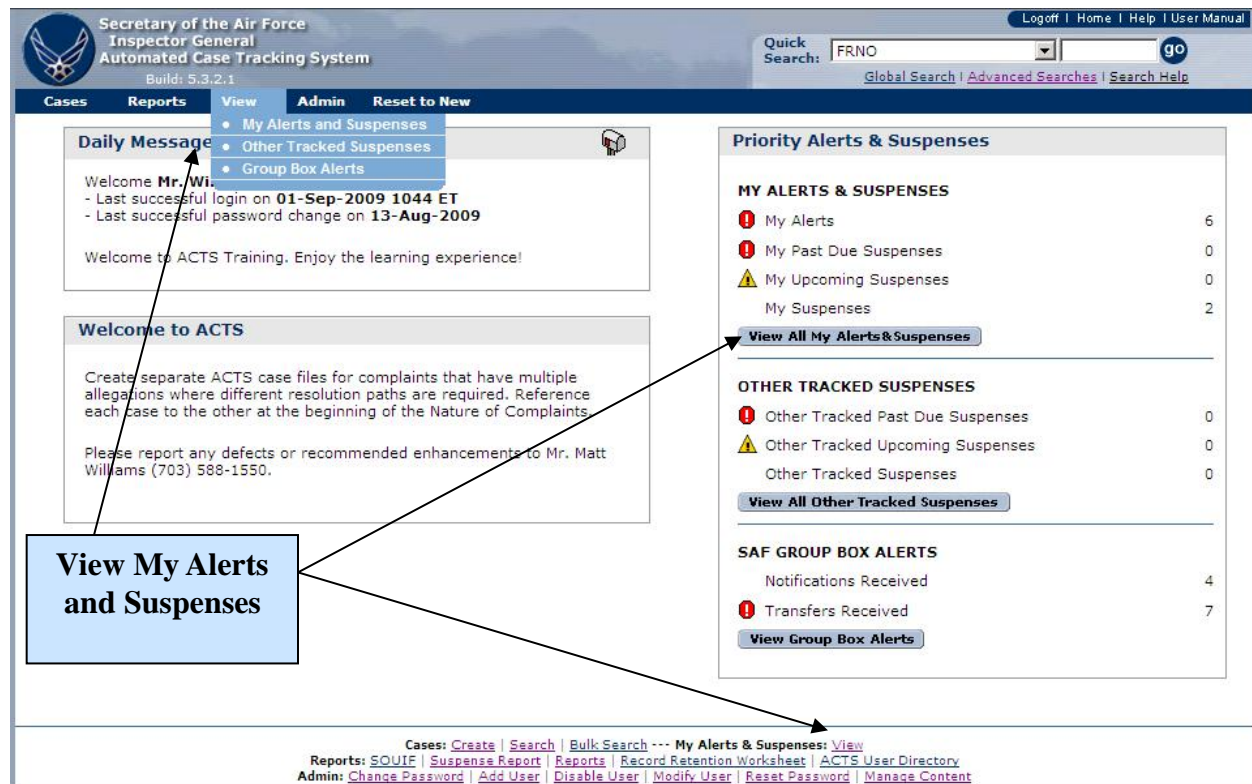 Secretary of the Air Force
Inspector General
Automated Case Tracking System
Build: 5.3.2.1
Logoff | Home | Help | User Manual
Quick Search: FRNO go
Global Search | Advanced Searches | Search Help
Cases Reports View Admin Reset to New
• My Alerts and Suspenses
• Other Tracked Suspenses
• Group Box Alerts
Daily Message
Welcome Mr. Wi
- Last successful login on 01-Sep-2009 1044 ET
- Last successful password change on 13-Aug-2009
Welcome to ACTS Training. Enjoy the learning experience!
Welcome to ACTS
Create separate ACTS case files for complaints that have multiple
allegations where different resolution paths are required. Reference
each case to the other at the beginning of the Nature of Complaints.
Please report any defects or recommended enhancements to Mr. Matt
Williams (703) 588-1550.
View My Alerts
and Suspenses
Priority Alerts & Suspenses
MY ALERTS & SUSPENSES
My Alerts 6
My Past Due Suspenses 0
My Upcoming Suspenses 0
My Suspenses 2
View All My Alerts&Suspenses
OTHER TRACKED SUSPENSES
Other Tracked Past Due Suspenses 0
Other Tracked Upcoming Suspenses 0
Other Tracked Suspenses 0
View All Other Tracked Suspenses
SAF GROUP BOX ALERTS
Notifications Received 4
Transfers Received 7
View Group Box Alerts
Cases: Create | Search | Bulk Search --- My Alerts & Suspenses: View
Reports: SOUIF | Suspense Report | Reports | Record Retention Worksheet | ACTS User Directory
Admin: Change Password | Add User | Disable User | Modify User | Reset Password | Manage Content